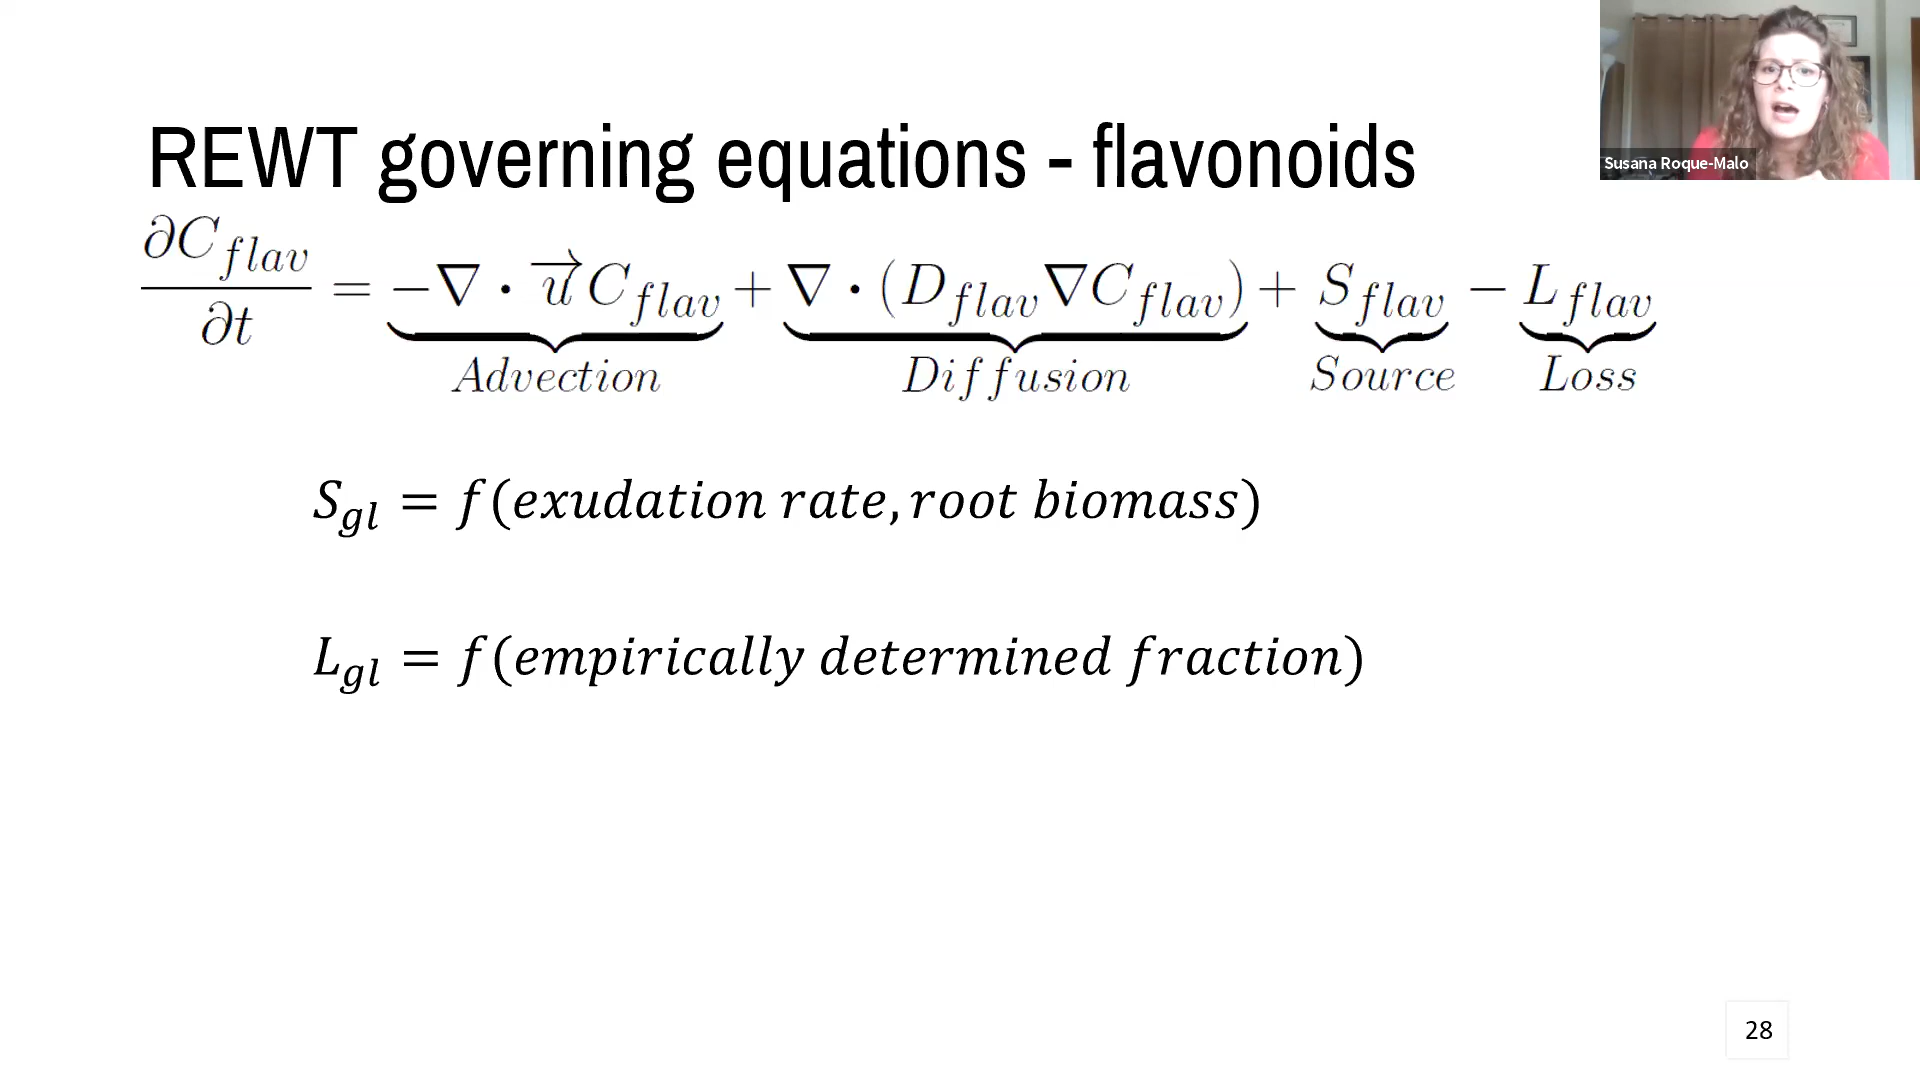 REWT governing equations - flavonoids
∂C_flav/∂t = −∇ · u⃗ C_flav + ∇ · (D_flav ∇C_flav) + S_flav − L_flav
Advection Diffusion Source Loss
S_gl = f(exudation rate, root biomass)
L_gl = f(empirically determined fraction)
Susana Roque-Malo
28